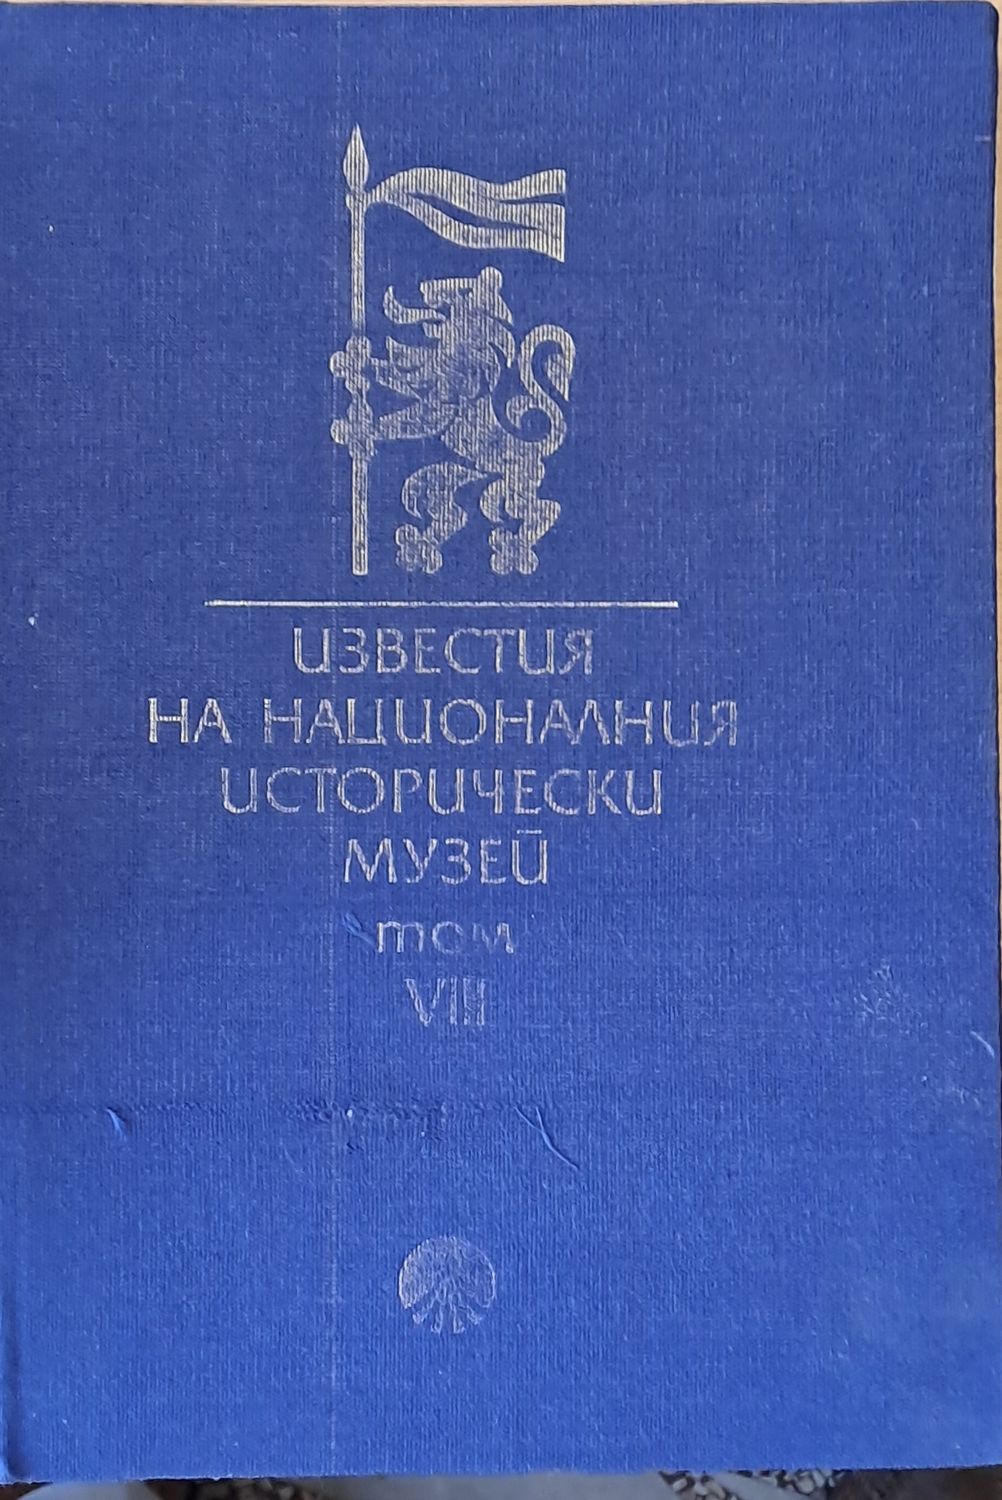 ИЗВЕСТИЯ
НА НАЦИОНАЛНИЯ
ИСТОРИЧЕСКИ
МУЗЕЙ
том
VIII